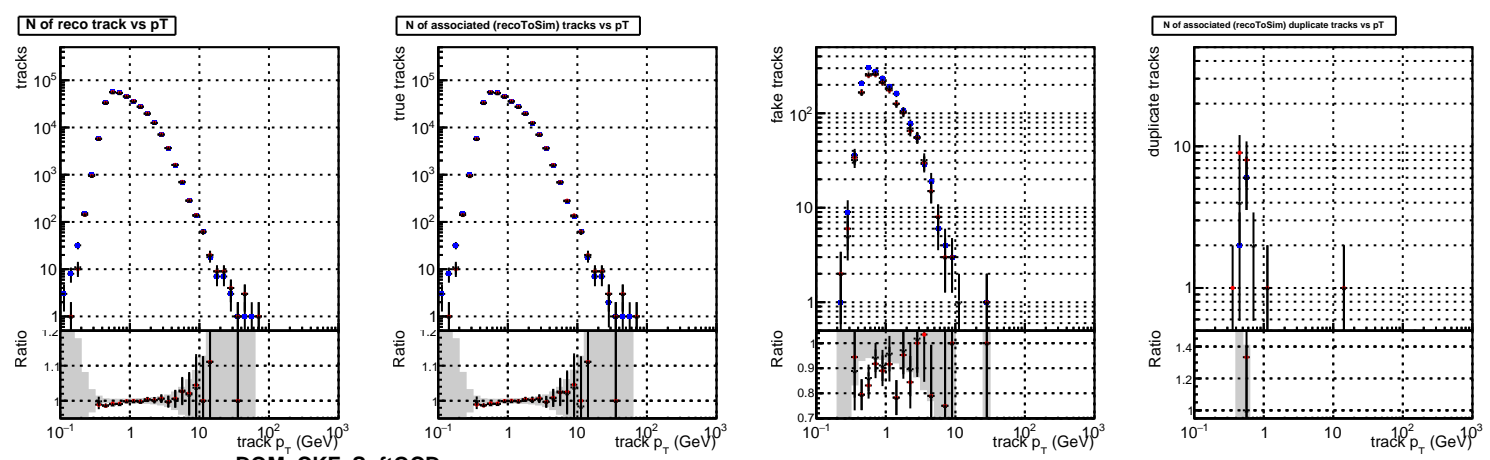 N of reco track vs pT
tracks
10^5
10^4
10^3
10^2
10
1
Ratio
1.2
1.1
1
10^-1 1 10 10^2 10^3
track p_T (GeV)
N of associated (recoToSim) tracks vs pT
true tracks
10^5
10^4
10^3
10^2
10
1
Ratio
1.2
1.1
1
10^-1 1 10 10^2 10^3
track p_T (GeV)
fake tracks
10^2
10
1
Ratio
1
0.9
0.8
0.7
10^-1 1 10 10^2 10^3
track p_T (GeV)
N of associated (recoToSim) duplicate tracks vs pT
duplicate tracks
10
1
Ratio
1.4
1.2
1
10^-1 1 10 10^2 10^3
track p_T (GeV)